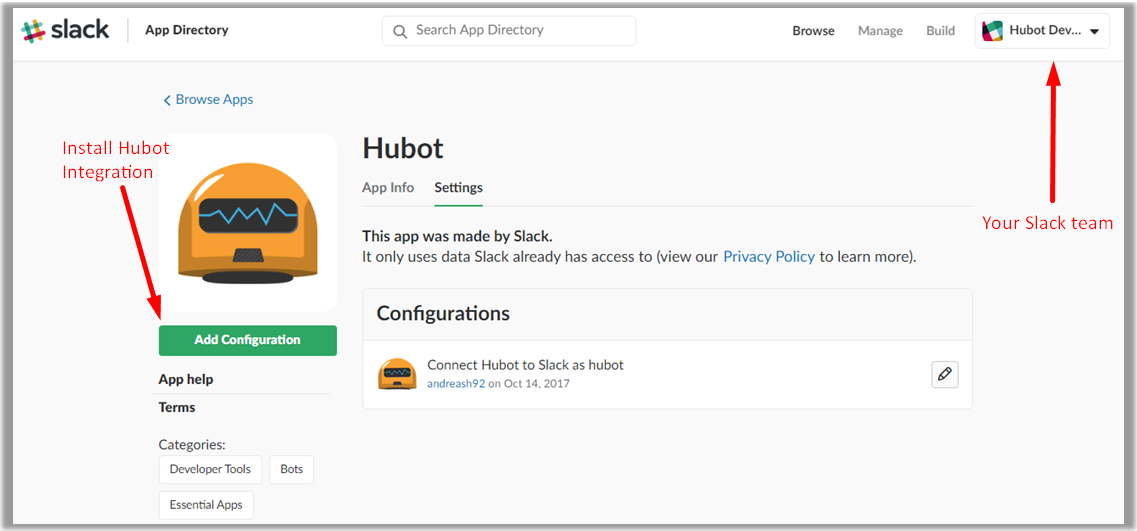 slack
App Directory
Search App Directory
Browse
Manage
Build
Hubot Dev...
Browse Apps
Install Hubot
Integration
Your Slack team
Hubot
App Info
Settings
This app was made by Slack.
It only uses data Slack already has access to (view our Privacy Policy to learn more).
Configurations
Connect Hubot to Slack as hubot
andreash92 on Oct 14, 2017
Add Configuration
App help
Terms
Categories:
Developer Tools
Bots
Essential Apps